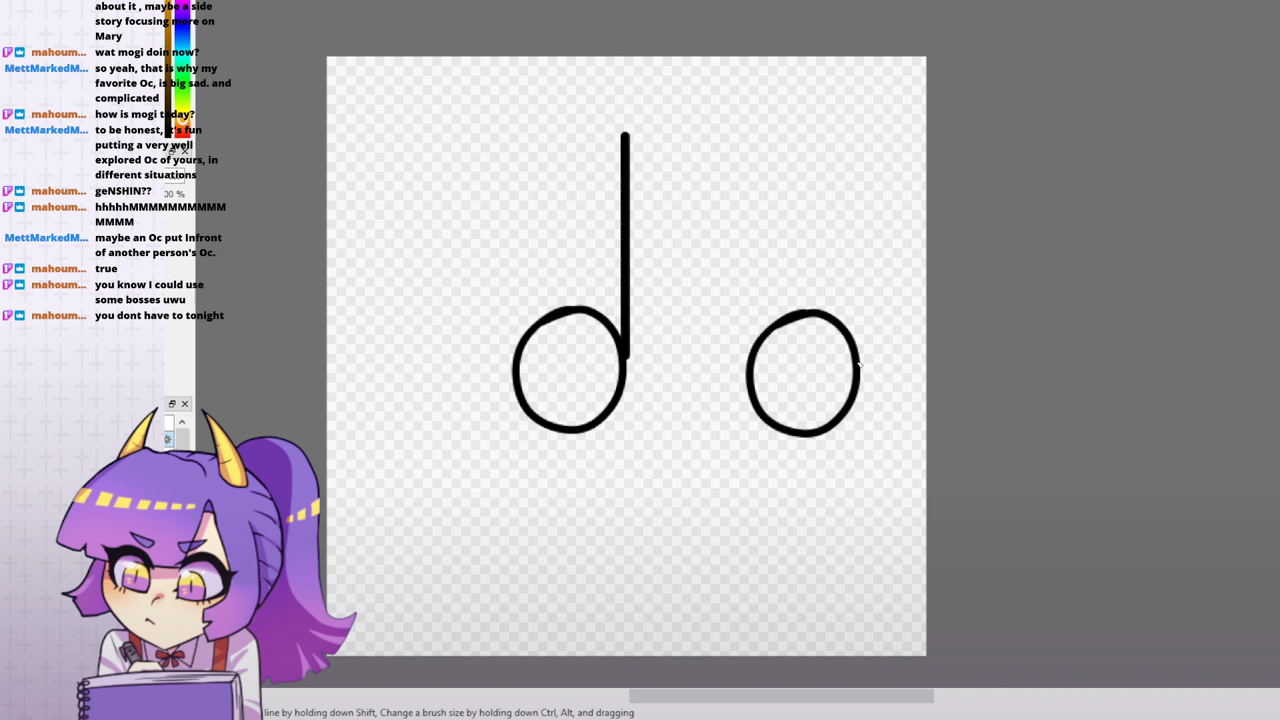 about it , maybe a side
story focusing more on
Mary
mahoum... wat mogi doin now?
MettMarkedM... so yeah, that is why my
favorite Oc, is big sad. and
complicated
mahoum... how is mogi today?
MettMarkedM... to be honest, it's fun
putting a very well
explored Oc of yours, in
different situations
mahoum... geNSHIN??
mahoum... hhhhhMMMMMMMMMM
MMMM
MettMarkedM... maybe an Oc put Infront
of another person's Oc.
mahoum... true
mahoum... you know I could use
some bosses uwu
mahoum... you dont have to tonight
00 %
line by holding down Shift, Change a brush size by holding down Ctrl, Alt, and dragging